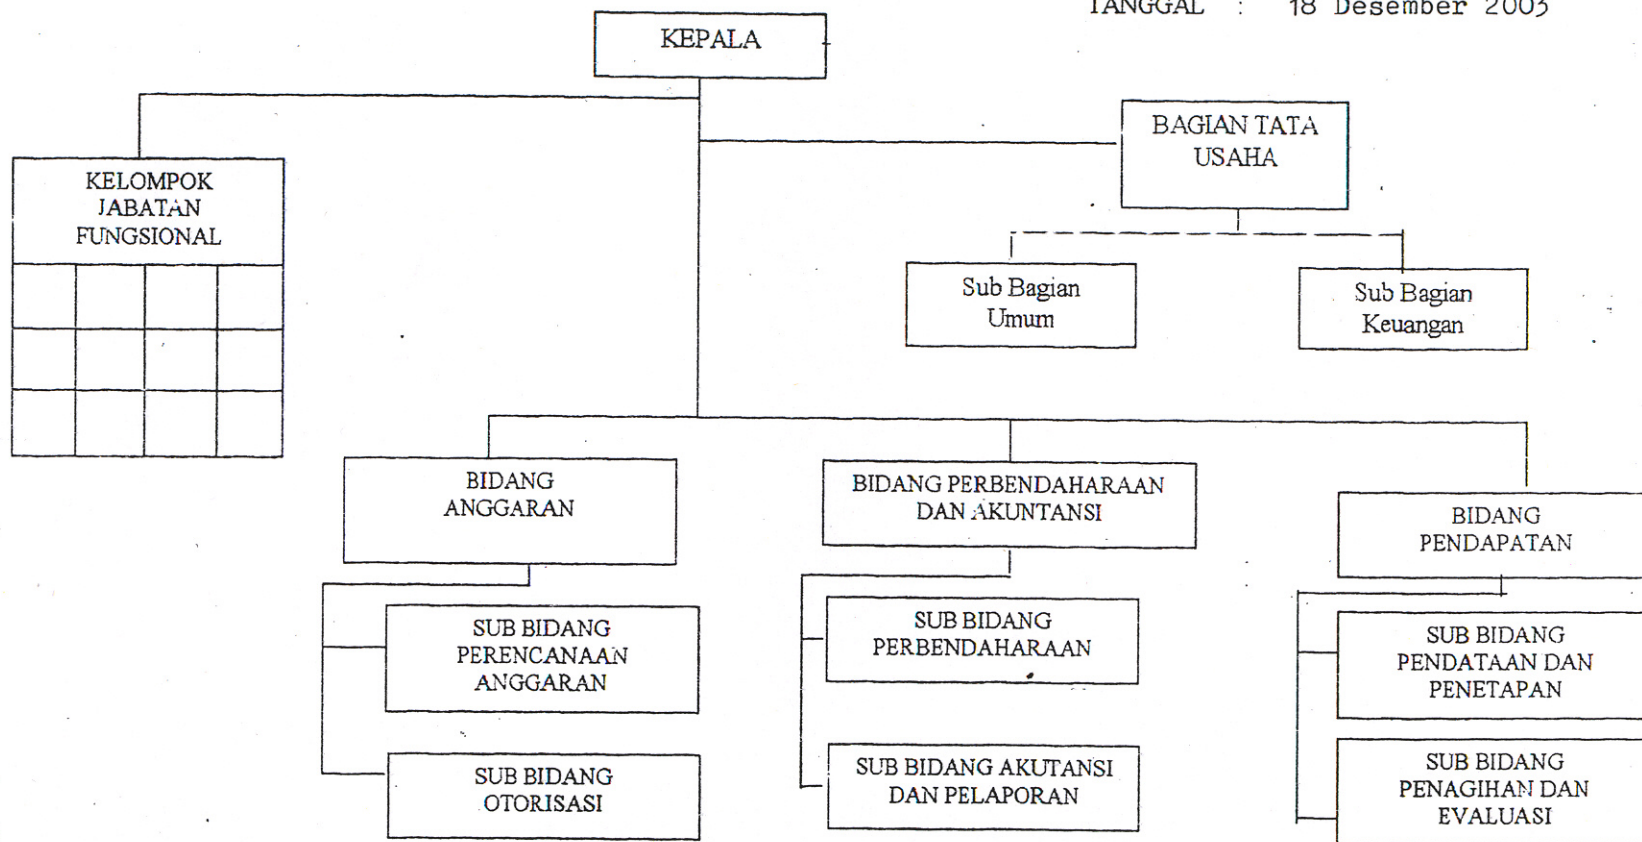 TANGGAL : 18 Desember 2003
KEPALA
BAGIAN TATA
USAHA
KELOMPOK
JABATAN
FUNGSIONAL
Sub Bagian
Umum
Sub Bagian
Keuangan
BIDANG
ANGGARAN
BIDANG PERBENDAHARAAN
DAN AKUNTANSI
BIDANG
PENDAPATAN
SUB BIDANG
PERENCANAAN
ANGGARAN
SUB BIDANG
PERBENDAHARAAN
SUB BIDANG
PENDATAAN DAN
PENETAPAN
SUB BIDANG
OTORISASI
SUB BIDANG AKUTANSI
DAN PELAPORAN
SUB BIDANG
PENAGIHAN DAN
EVALUASI